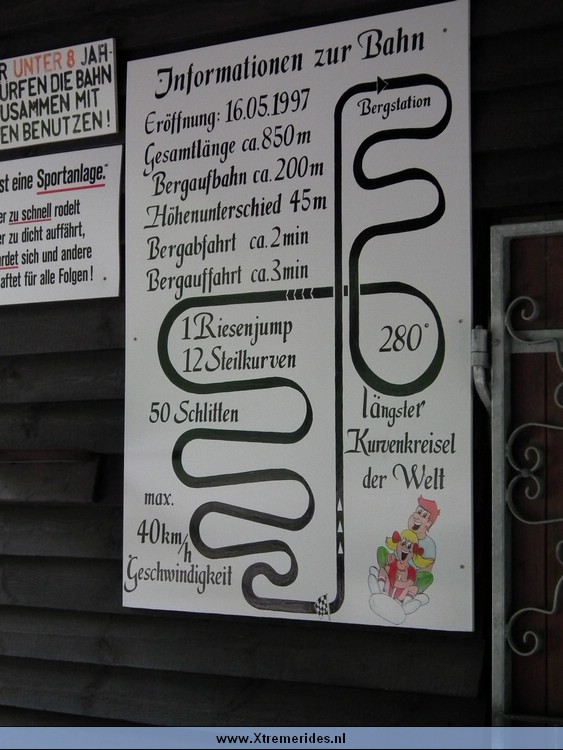 R UNTER 8 JAH-
ÜRFEN DIE BAHN
USAMMEN MIT
EN BENUTZEN!
st eine Sportanlage.
er zu schnell rodelt
er zu dicht auffährt,
rdet sich und andere
aftet für alle Folgen!
Informationen zur Bahn
Eröffnung: 16.05.1997
Gesamtlänge ca. 850m
Bergaufbahn ca. 200m
Höhenunterschied 45m
Bergabfahrt ca. 2min
Bergauffahrt ca. 3min
Bergstation
1 Riesenjump
12 Steilkurven
280°
50 Schlitten
längster
Kurvenkreisel
der Welt
max.
40km/h
Geschwindigkeit
www.Xtremerides.nl